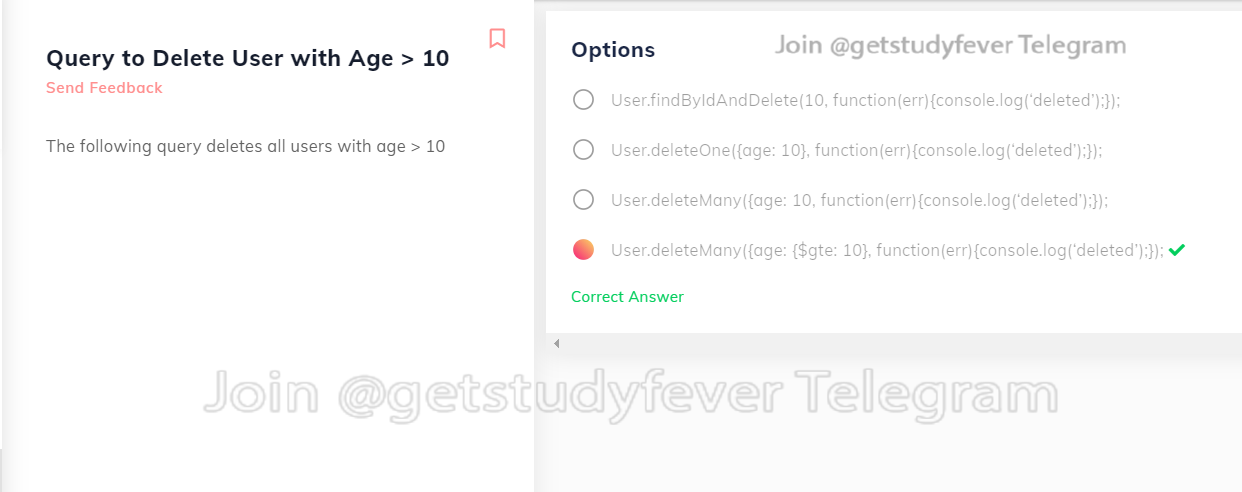 Query to Delete User with Age > 10
Send Feedback
The following query deletes all users with age > 10
Options
Join @getstudyfever Telegram
User.findByIdAndDelete(10, function(err){console.log(‘deleted’);});
User.deleteOne({age: 10}, function(err){console.log(‘deleted’);});
User.deleteMany({age: 10, function(err){console.log(‘deleted’);});
User.deleteMany({age: {$gte: 10}, function(err){console.log(‘deleted’);});
Correct Answer
Join @getstudyfever Telegram